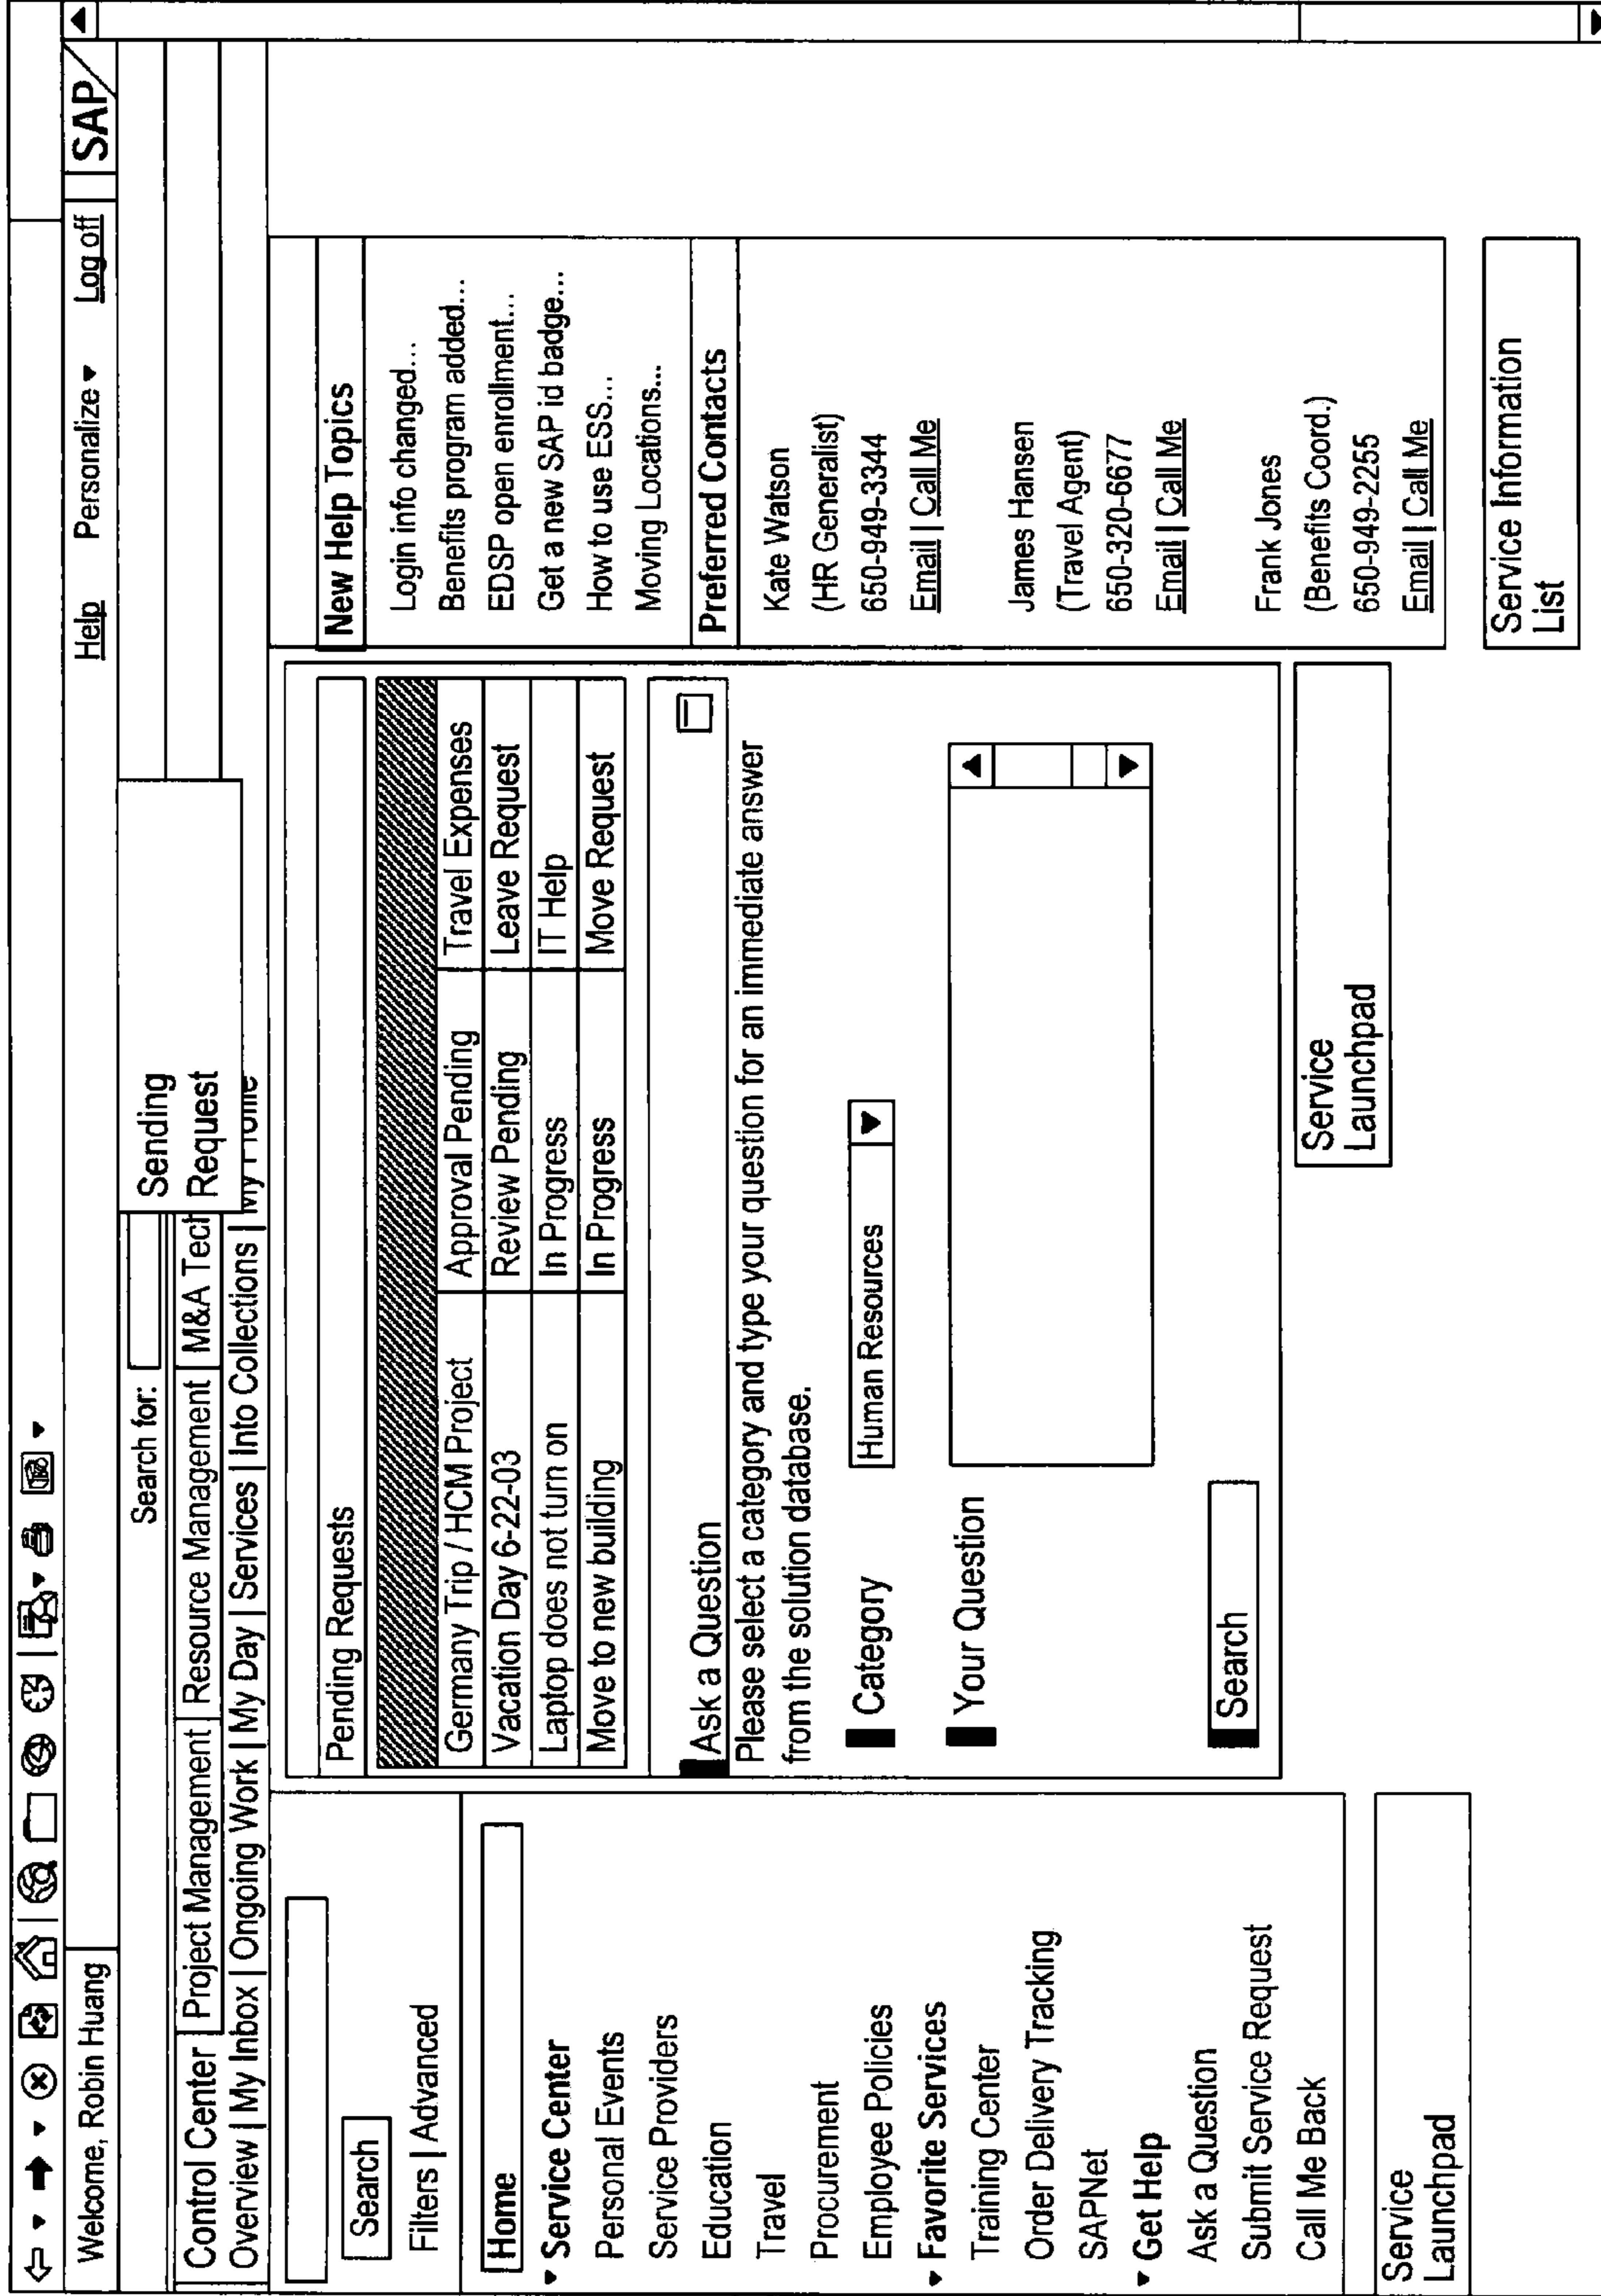 Welcome, Robin Huang
Help Personalize Log off SAP
Search for:
Sending
Request
Control Center | Project Management | Resource Management | M&A Tech
Overview | My Inbox | Ongoing Work | My Day | Services | Into Collections |
Search
Filters | Advanced
Home
Service Center
Personal Events
Service Providers
Education
Travel
Procurement
Employee Policies
Favorite Services
Training Center
Order Delivery Tracking
SAPNet
Get Help
Ask a Question
Submit Service Request
Call Me Back
Service
Launchpad
Pending Requests
Germany Trip / HCM Project Approval Pending Travel Expenses
Vacation Day 6-22-03 Review Pending Leave Request
Laptop does not turn on In Progress IT Help
Move to new building In Progress Move Request
Ask a Question
Please select a category and type your question for an immediate answer
from the solution database.
Category Human Resources
Your Question
Search
Service
Launchpad
New Help Topics
Login info changed...
Benefits program added...
EDSP open enrollment...
Get a new SAP id badge...
How to use ESS...
Moving Locations...
Preferred Contacts
Kate Watson
(HR Generalist)
650-949-3344
Email | Call Me
James Hansen
(Travel Agent)
650-320-6677
Email | Call Me
Frank Jones
(Benefits Coord.)
650-949-2255
Email | Call Me
Service Information
List